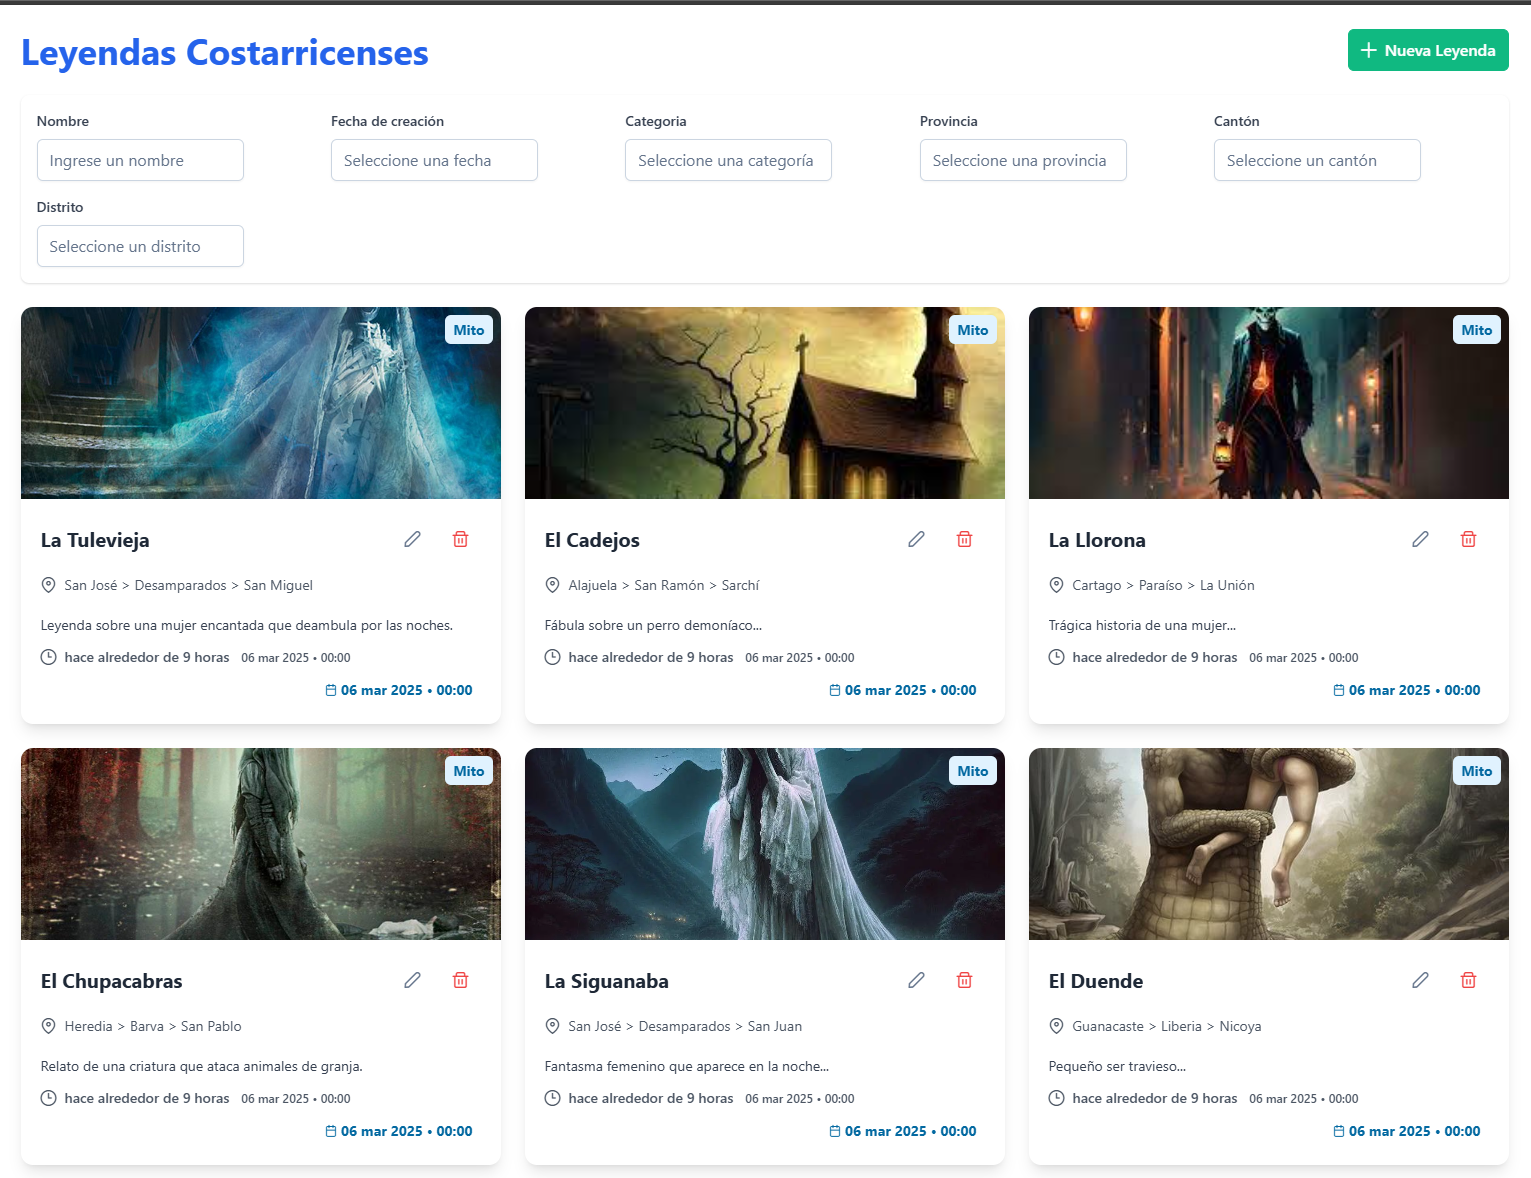 Leyendas Costarricenses
Nueva Leyenda
Nombre
Fecha de creación
Categoria
Provincia
Cantón
Ingrese un nombre
Seleccione una fecha
Seleccione una categoría
Seleccione una provincia
Seleccione un cantón
Distrito
Seleccione un distrito
Mito
La Tulevieja
San José > Desamparados > San Miguel
Leyenda sobre una mujer encantada que deambula por las noches.
hace alrededor de 9 horas 06 mar 2025 • 00:00
06 mar 2025 • 00:00
Mito
El Cadejos
Alajuela > San Ramón > Sarchí
Fábula sobre un perro demoníaco...
hace alrededor de 9 horas 06 mar 2025 • 00:00
06 mar 2025 • 00:00
Mito
La Llorona
Cartago > Paraíso > La Unión
Trágica historia de una mujer...
hace alrededor de 9 horas 06 mar 2025 • 00:00
06 mar 2025 • 00:00
Mito
El Chupacabras
Heredia > Barva > San Pablo
Relato de una criatura que ataca animales de granja.
hace alrededor de 9 horas 06 mar 2025 • 00:00
06 mar 2025 • 00:00
Mito
La Siguanaba
San José > Desamparados > San Juan
Fantasma femenino que aparece en la noche...
hace alrededor de 9 horas 06 mar 2025 • 00:00
06 mar 2025 • 00:00
Mito
El Duende
Guanacaste > Liberia > Nicoya
Pequeño ser travieso...
hace alrededor de 9 horas 06 mar 2025 • 00:00
06 mar 2025 • 00:00